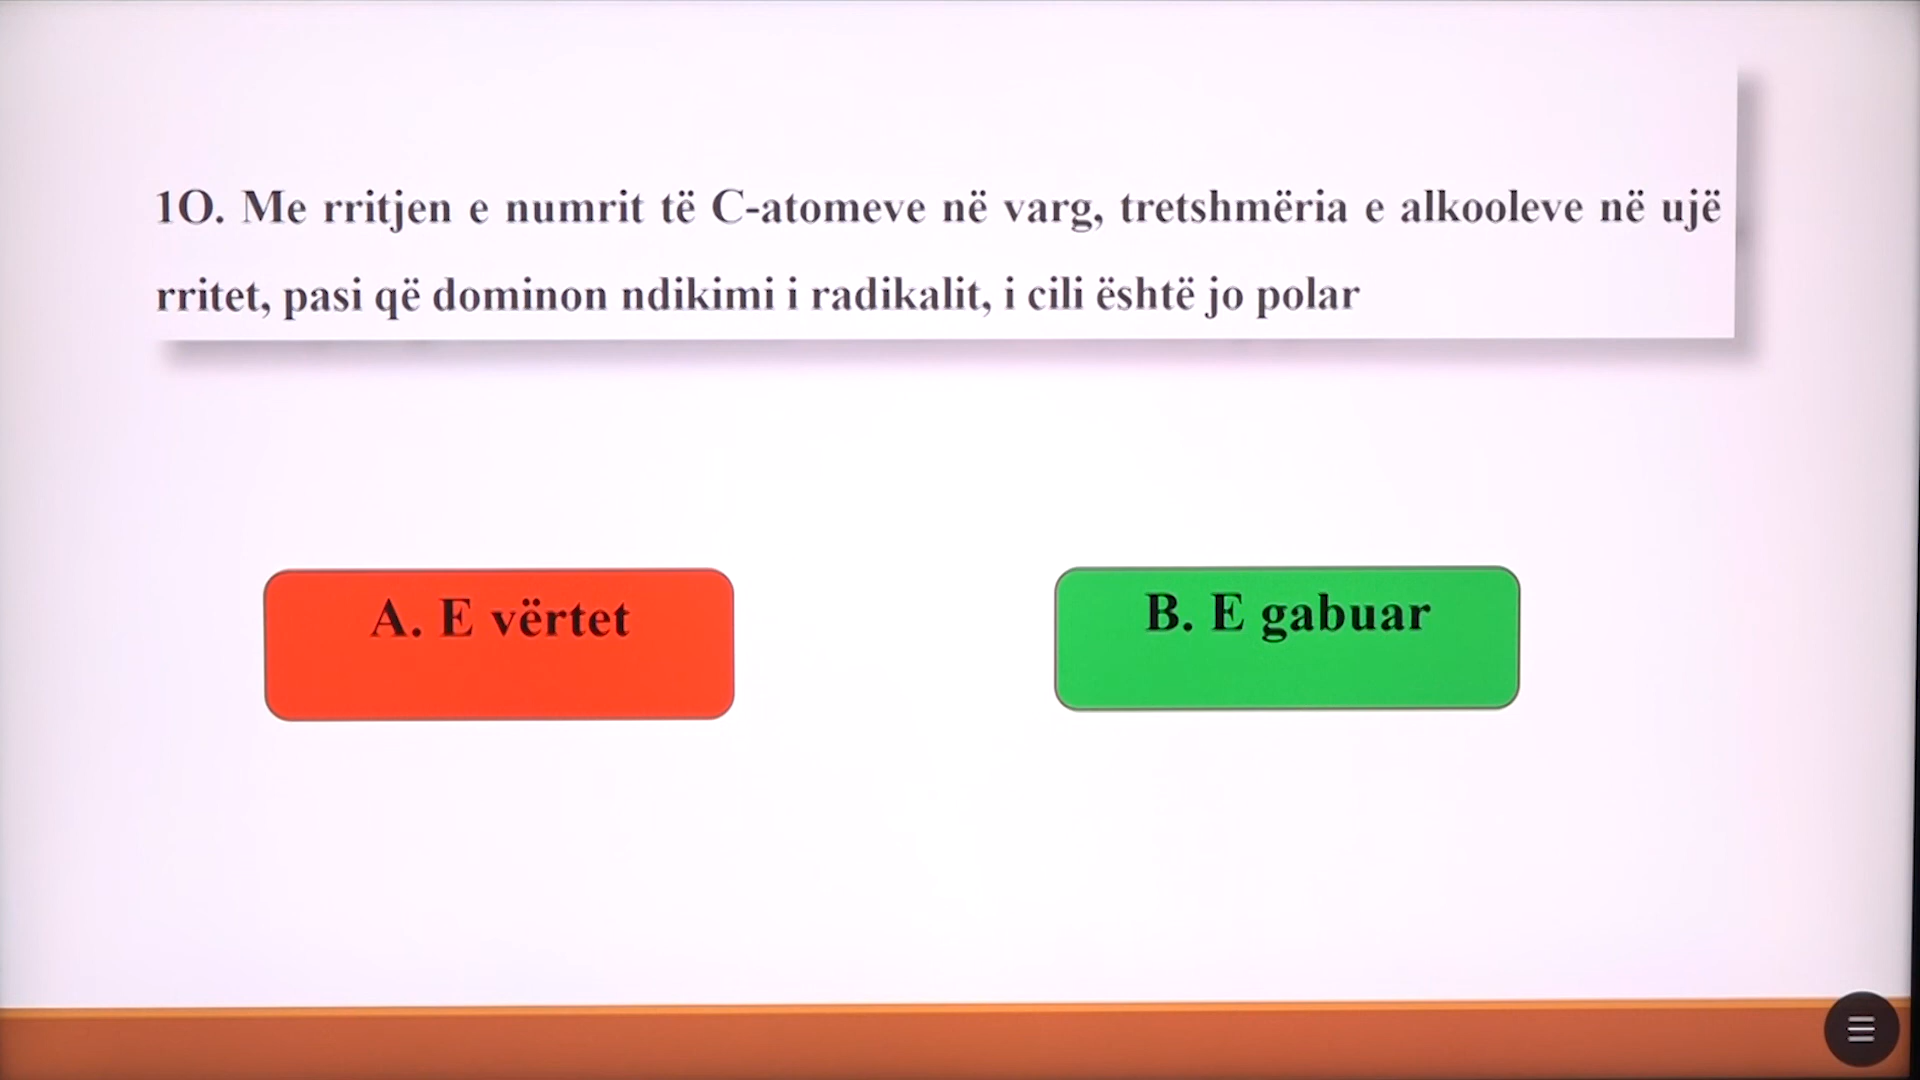 1O. Me rritjen e numrit të C-atomeve në varg, tretshmëria e alkooleve në ujë
rritet, pasi që dominon ndikimi i radikalit, i cili është jo polar
A. E vërtet
B. E gabuar